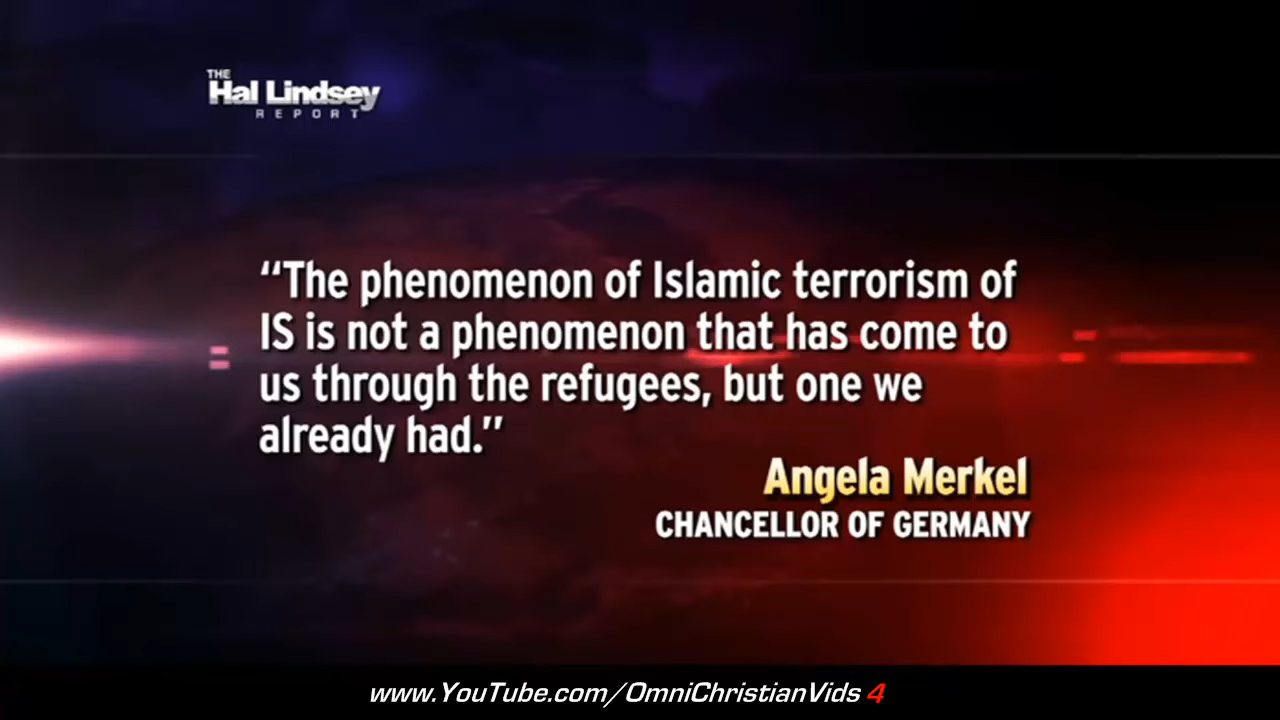 THE
Hal Lindsey
REPORT
“The phenomenon of Islamic terrorism of
IS is not a phenomenon that has come to
us through the refugees, but one we
already had.”
Angela Merkel
CHANCELLOR OF GERMANY
www.YouTube.com/OmniChristianVids 4